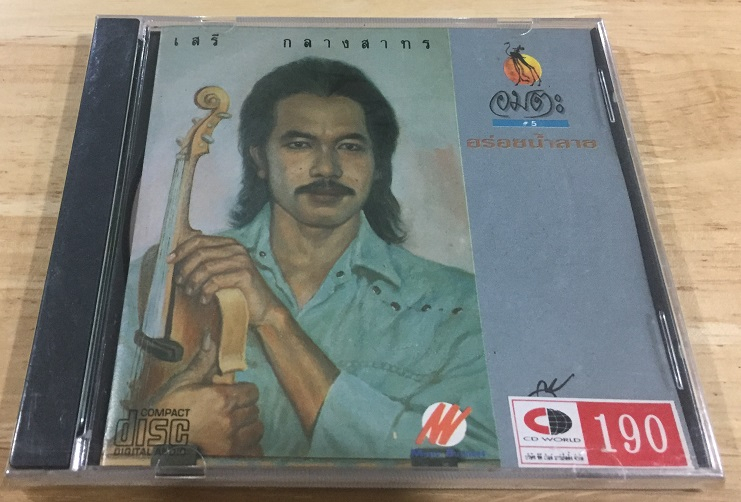 เสรี กลางสาทร
อมตะ
#5
อร่อยน้ำลาย
COMPACT
disc
DIGITAL AUDIO
CD WORLD
190